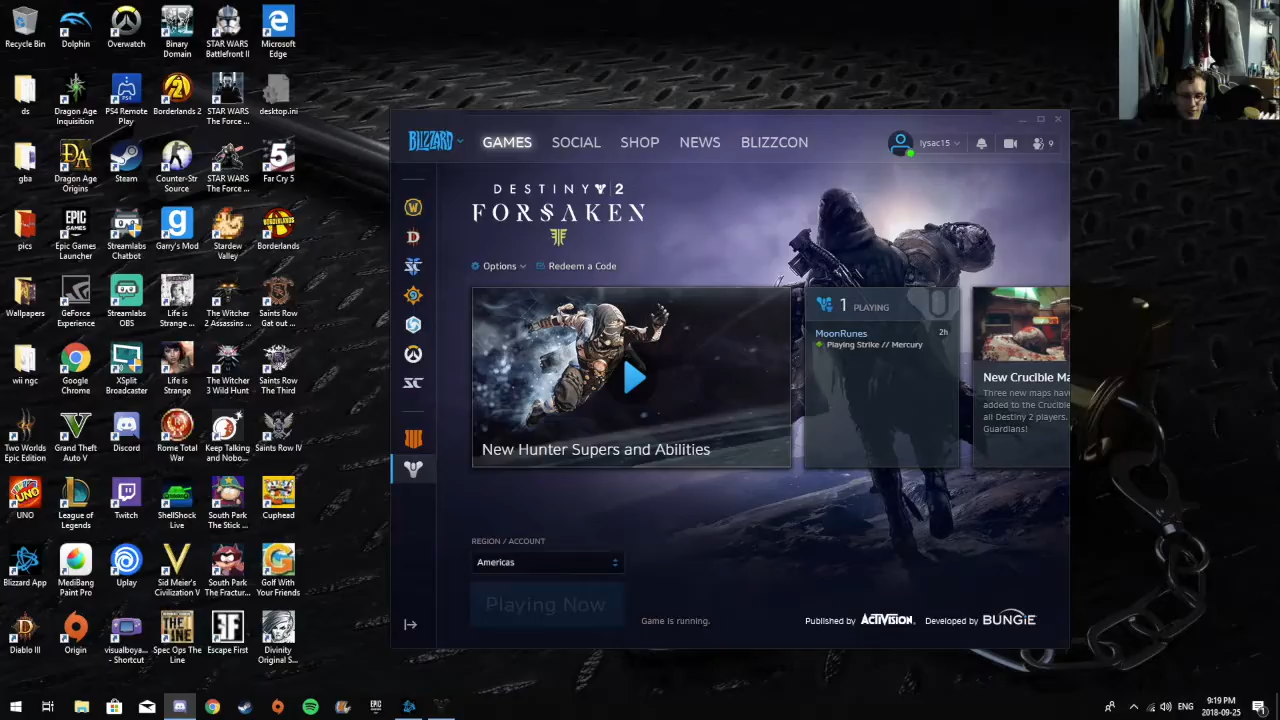 Recycle Bin
Dolphin
Overwatch
Binary
Domain
STAR WARS
Battlefront II
Microsoft
Edge
ds
Dragon Age
Inquisition
PS4 Remote
Play
Borderlands 2
STAR WARS
The Force ...
desktop.ini
gba
Dragon Age
Origins
Steam
Counter-Str
Source
STAR WARS
The Force ...
Far Cry 5
pics
Epic Games
Launcher
Streamlabs
Chatbot
Garry's Mod
Stardew
Valley
Borderlands
Wallpapers
GeForce
Experience
Streamlabs
OBS
Life is
Strange ...
The Witcher
2 Assassins ...
Saints Row
Gat out ...
wii ngc
Google
Chrome
XSplit
Broadcaster
Life is
Strange
The Witcher
3 Wild Hunt
Saints Row
The Third
Two Worlds
Epic Edition
Grand Theft
Auto V
Discord
Rome Total
War
Keep Talking
and Nobo...
Saints Row IV
UNO
League of
Legends
Twitch
ShellShock
Live
South Park
The Stick ...
Cuphead
Blizzard App
MediBang
Paint Pro
Uplay
Sid Meier's
Civilization V
South Park
The Fractur...
Golf With
Your Friends
Diablo III
Origin
visualboya...
- Shortcut
Spec Ops The
Line
Escape First
Divinity
Original S...
BLIZZARD
GAMES
SOCIAL
SHOP
NEWS
BLIZZCON
lysac15
9
DESTINY 2
FORSAKEN
Options
Redeem a Code
New Hunter Supers and Abilities
1 PLAYING
MoonRunes
2h
Playing Strike // Mercury
New Crucible Ma
Three new maps have
added to the Crucible
all Destiny 2 players.
Guardians!
REGION / ACCOUNT
Americas
Playing Now
Game is running.
Published by ACTIVISION.
Developed by BUNGIE
ENG
9:19 PM
2018-09-25
1